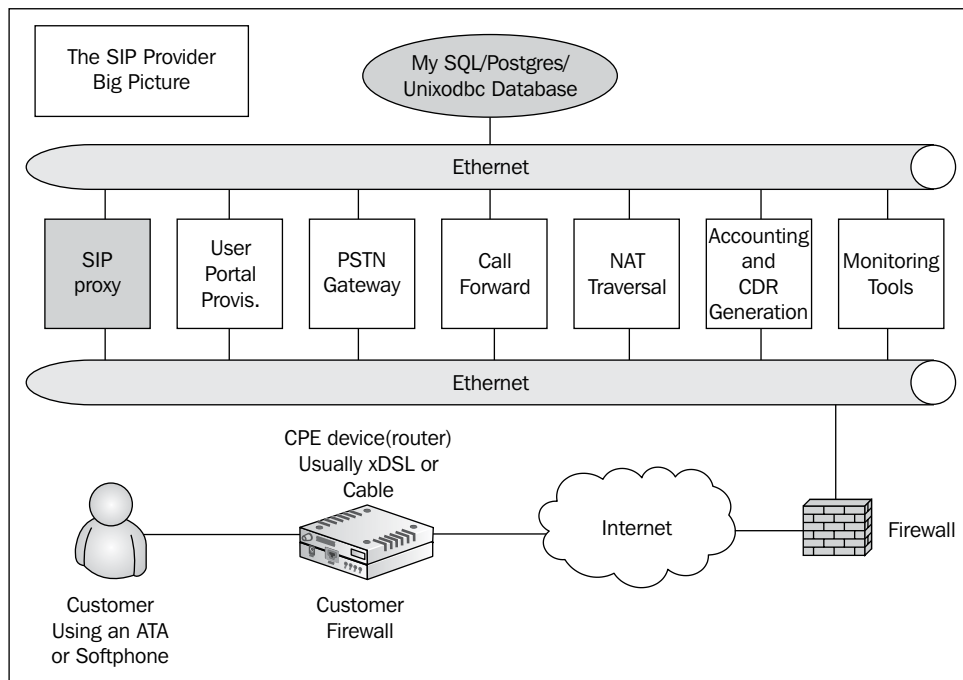 The SIP Provider
Big Picture
My SQL/Postgres/
Unixodbc Database
Ethernet
SIP
proxy
User
Portal
Provis.
PSTN
Gateway
Call
Forward
NAT
Traversal
Accounting
and
CDR
Generation
Monitoring
Tools
Ethernet
CPE device(router)
Usually xDSL or
Cable
Internet
Firewall
Customer
Using an ATA
or Softphone
Customer
Firewall